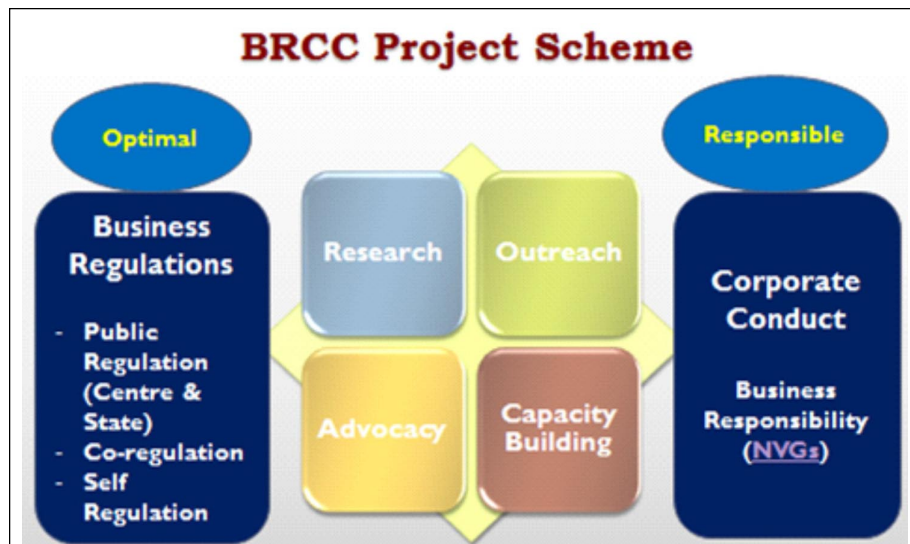 BRCC Project Scheme
Optimal
Business
Regulations
- Public
Regulation
(Centre &
State)
- Co-regulation
- Self
Regulation
Research
Outreach
Advocacy
Capacity
Building
Responsible
Corporate
Conduct
Business
Responsibility
(NVGs)